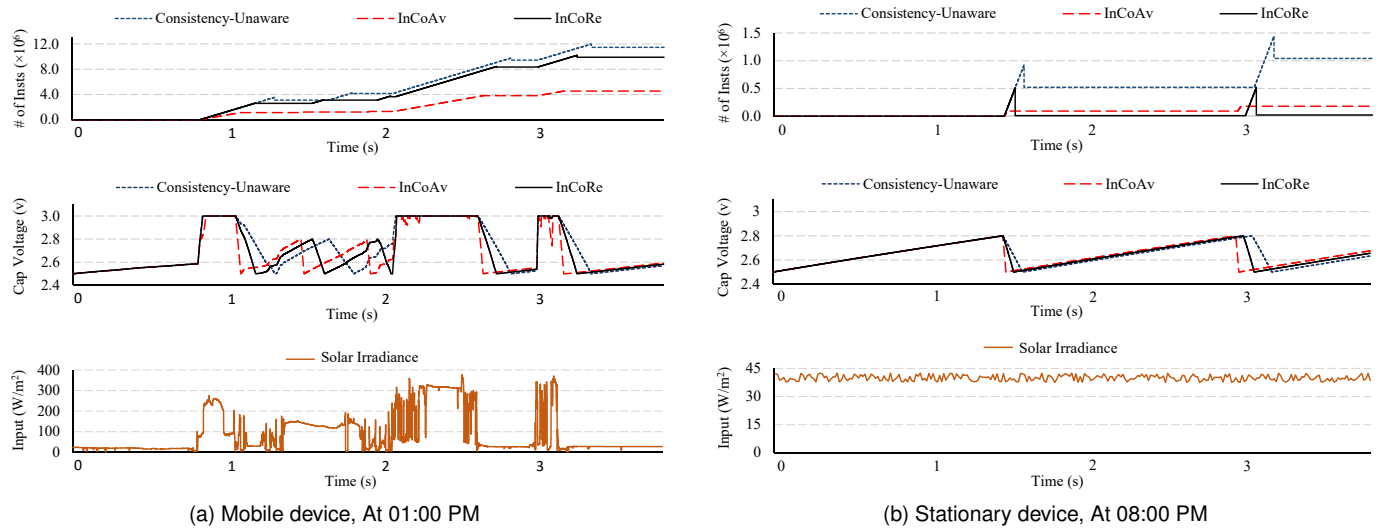 Consistency-Unaware InCoAv InCoRe
# of Insts (×10⁶)
12.0
8.0
4.0
0.0
0 1 2 3
Time (s)
Consistency-Unaware InCoAv InCoRe
Cap Voltage (v)
3.0
2.8
2.6
2.4
0 1 2 3
Time (s)
Solar Irradiance
Input (W/m²)
400
300
200
100
0
0 1 2 3
Time (s)
(a) Mobile device, At 01:00 PM
Consistency-Unaware InCoAv InCoRe
# of Insts (×10⁶)
1.5
1.0
0.5
0.0
0 1 2 3
Time (s)
Consistency-Unaware InCoAv InCoRe
Cap Voltage (v)
3
2.8
2.6
2.4
0 1 2 3
Time (s)
Solar Irradiance
Input (W/m²)
45
30
15
0
0 1 2 3
Time (s)
(b) Stationary device, At 08:00 PM